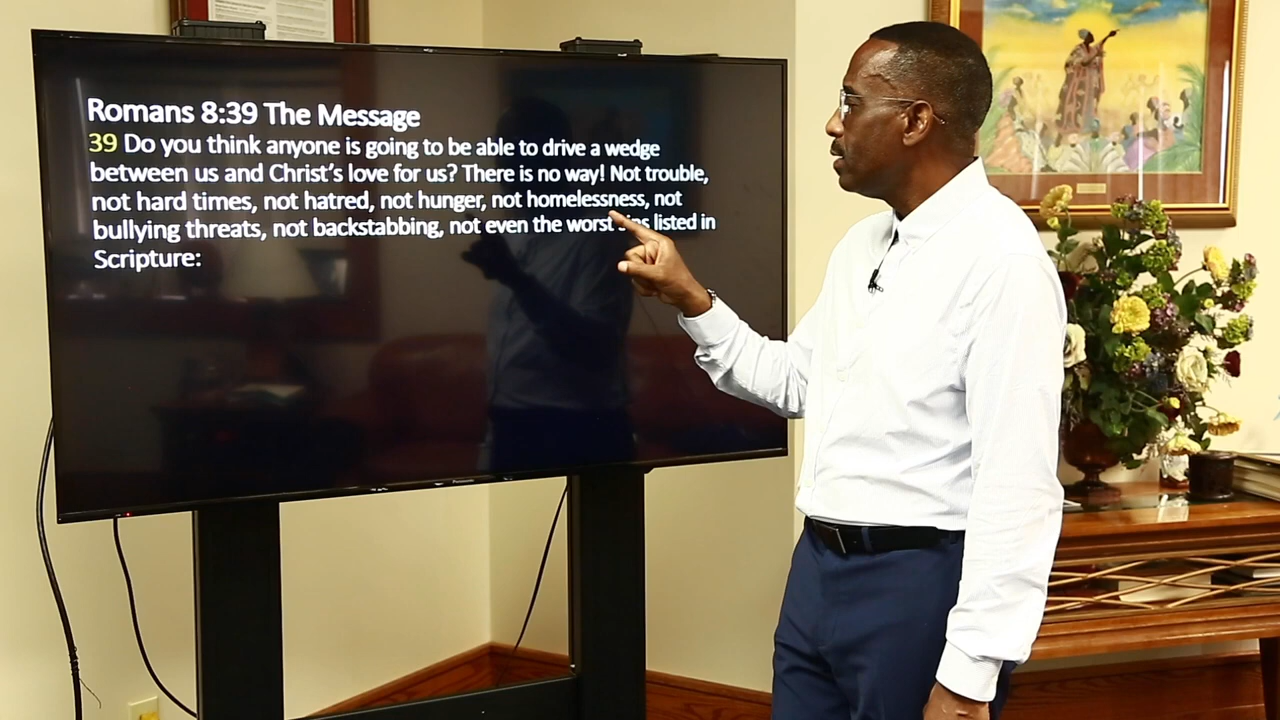 Romans 8:39 The Message
39 Do you think anyone is going to be able to drive a wedge
between us and Christ's love for us? There is no way! Not trouble,
not hard times, not hatred, not hunger, not homelessness, not
bullying threats, not backstabbing, not even the worst listed in
Scripture:
Panasonic